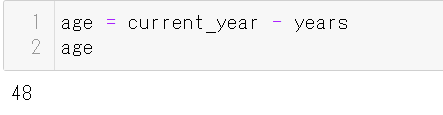 1 age = current_year - years
2 age
48